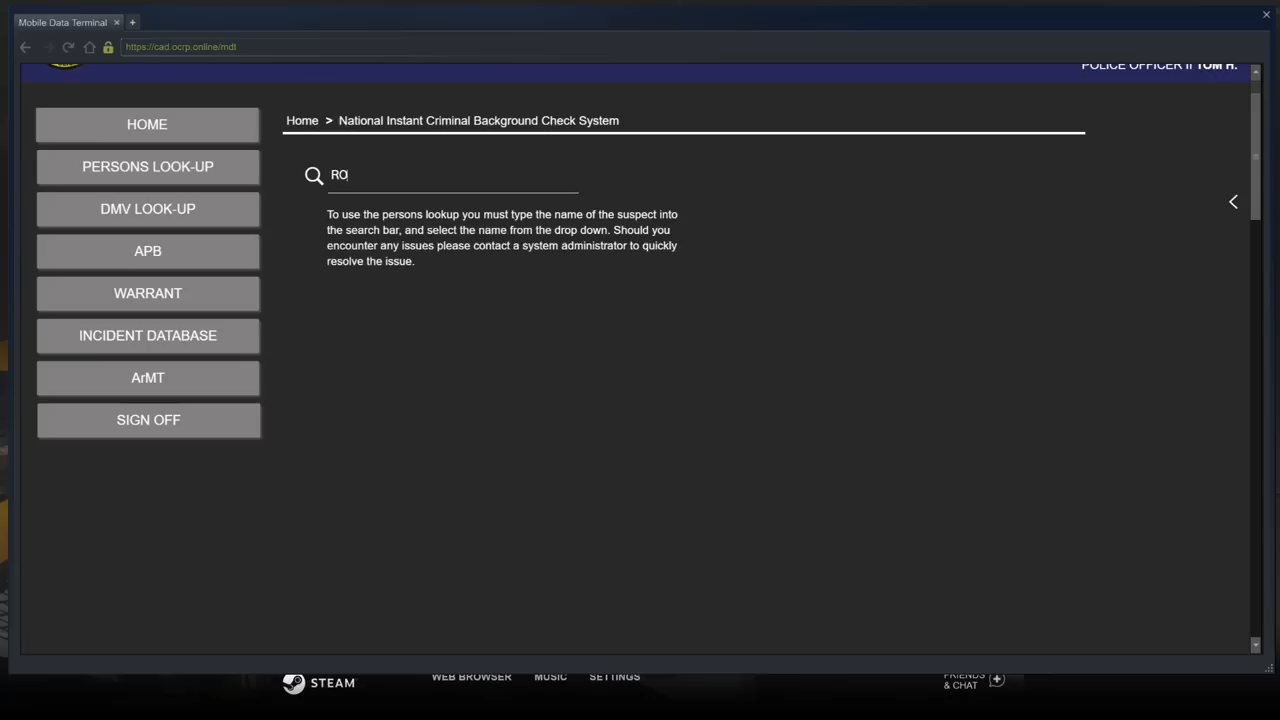 Mobile Data Terminal
https://cad.ocrp.online/mdt
POLICE OFFICER II TOM H.
HOME
PERSONS LOOK-UP
DMV LOOK-UP
APB
WARRANT
INCIDENT DATABASE
ArMT
SIGN OFF
Home > National Instant Criminal Background Check System
RO
To use the persons lookup you must type the name of the suspect into
the search bar, and select the name from the drop down. Should you
encounter any issues please contact a system administrator to quickly
resolve the issue.
STEAM
WEB BROWSER
MUSIC
SETTINGS
FRIENDS
& CHAT